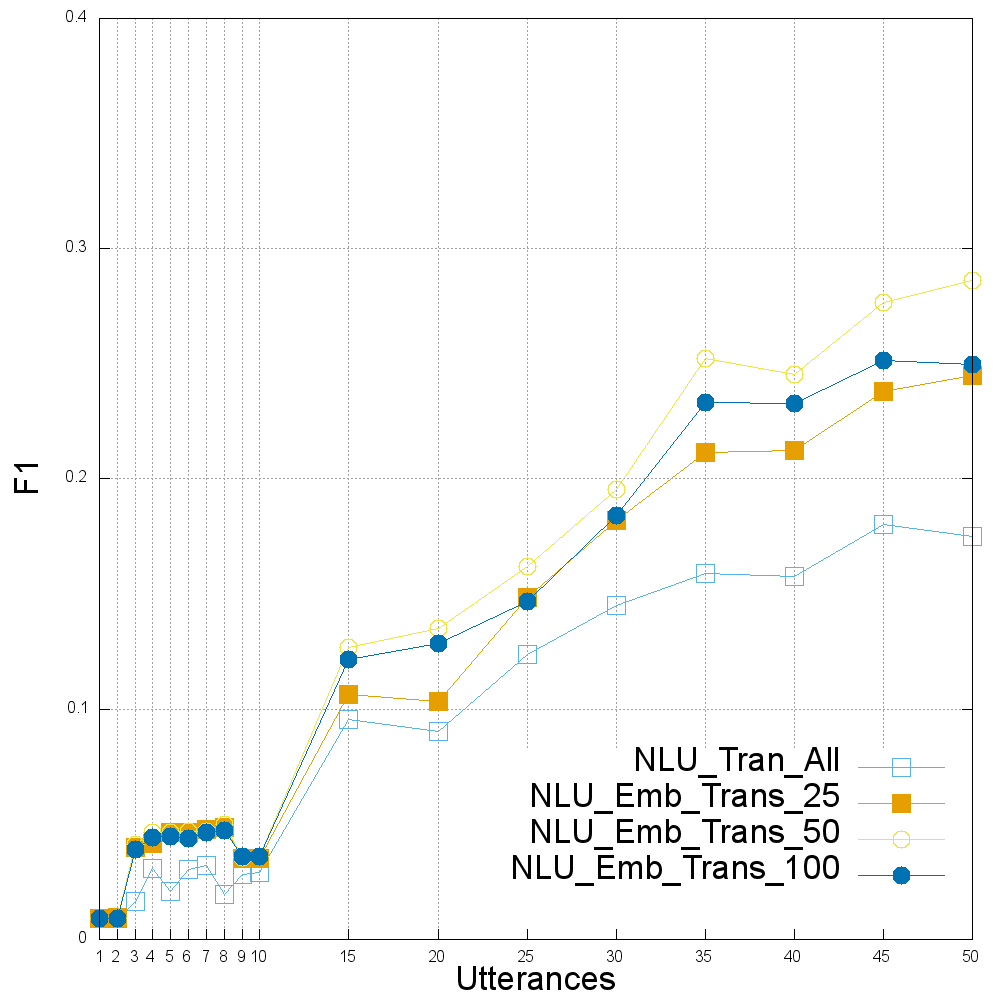 0.4
0.3
0.2
0.1
0
F1
NLU_Tran_All
NLU_Emb_Trans_25
NLU_Emb_Trans_50
NLU_Emb_Trans_100
1 2 3 4 5 6 7 8 9 10 15 20 25 30 35 40 45 50
Utterances